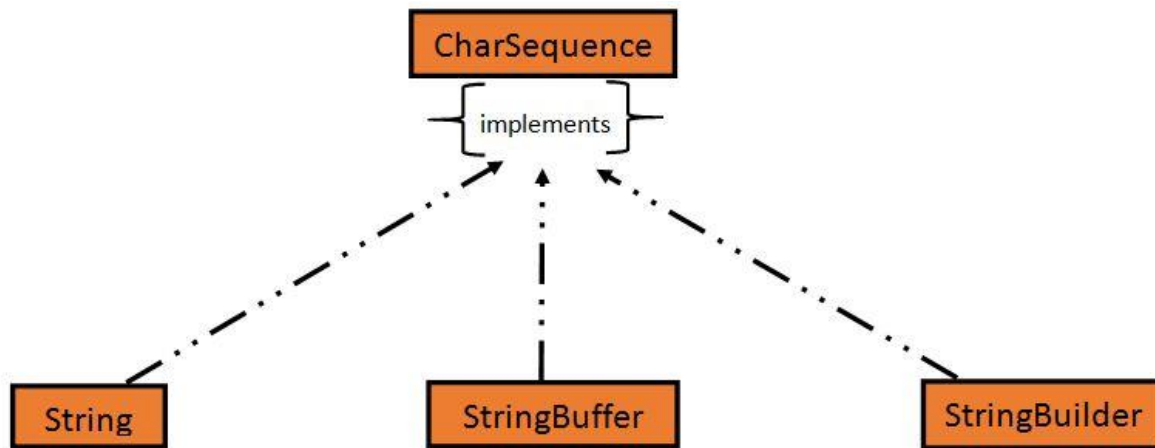 CharSequence
implements
String
StringBuffer
StringBuilder